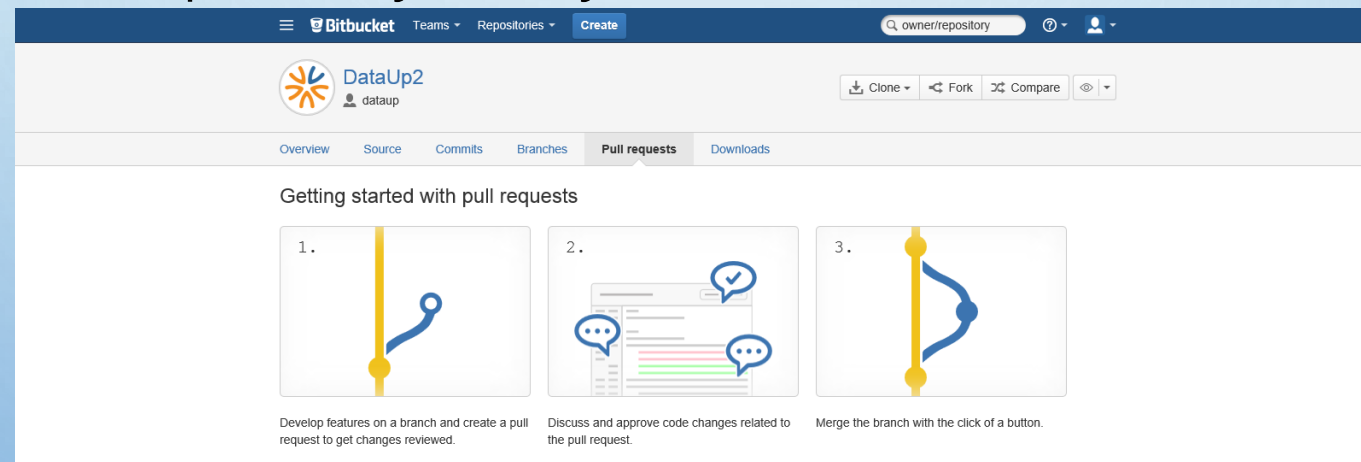 Bitbucket Teams Repositories Create owner/repository
DataUp2
dataup
Clone Fork Compare
Overview Source Commits Branches Pull requests Downloads
Getting started with pull requests
1. 2. 3.
Develop features on a branch and create a pull
request to get changes reviewed.
Discuss and approve code changes related to
the pull request.
Merge the branch with the click of a button.